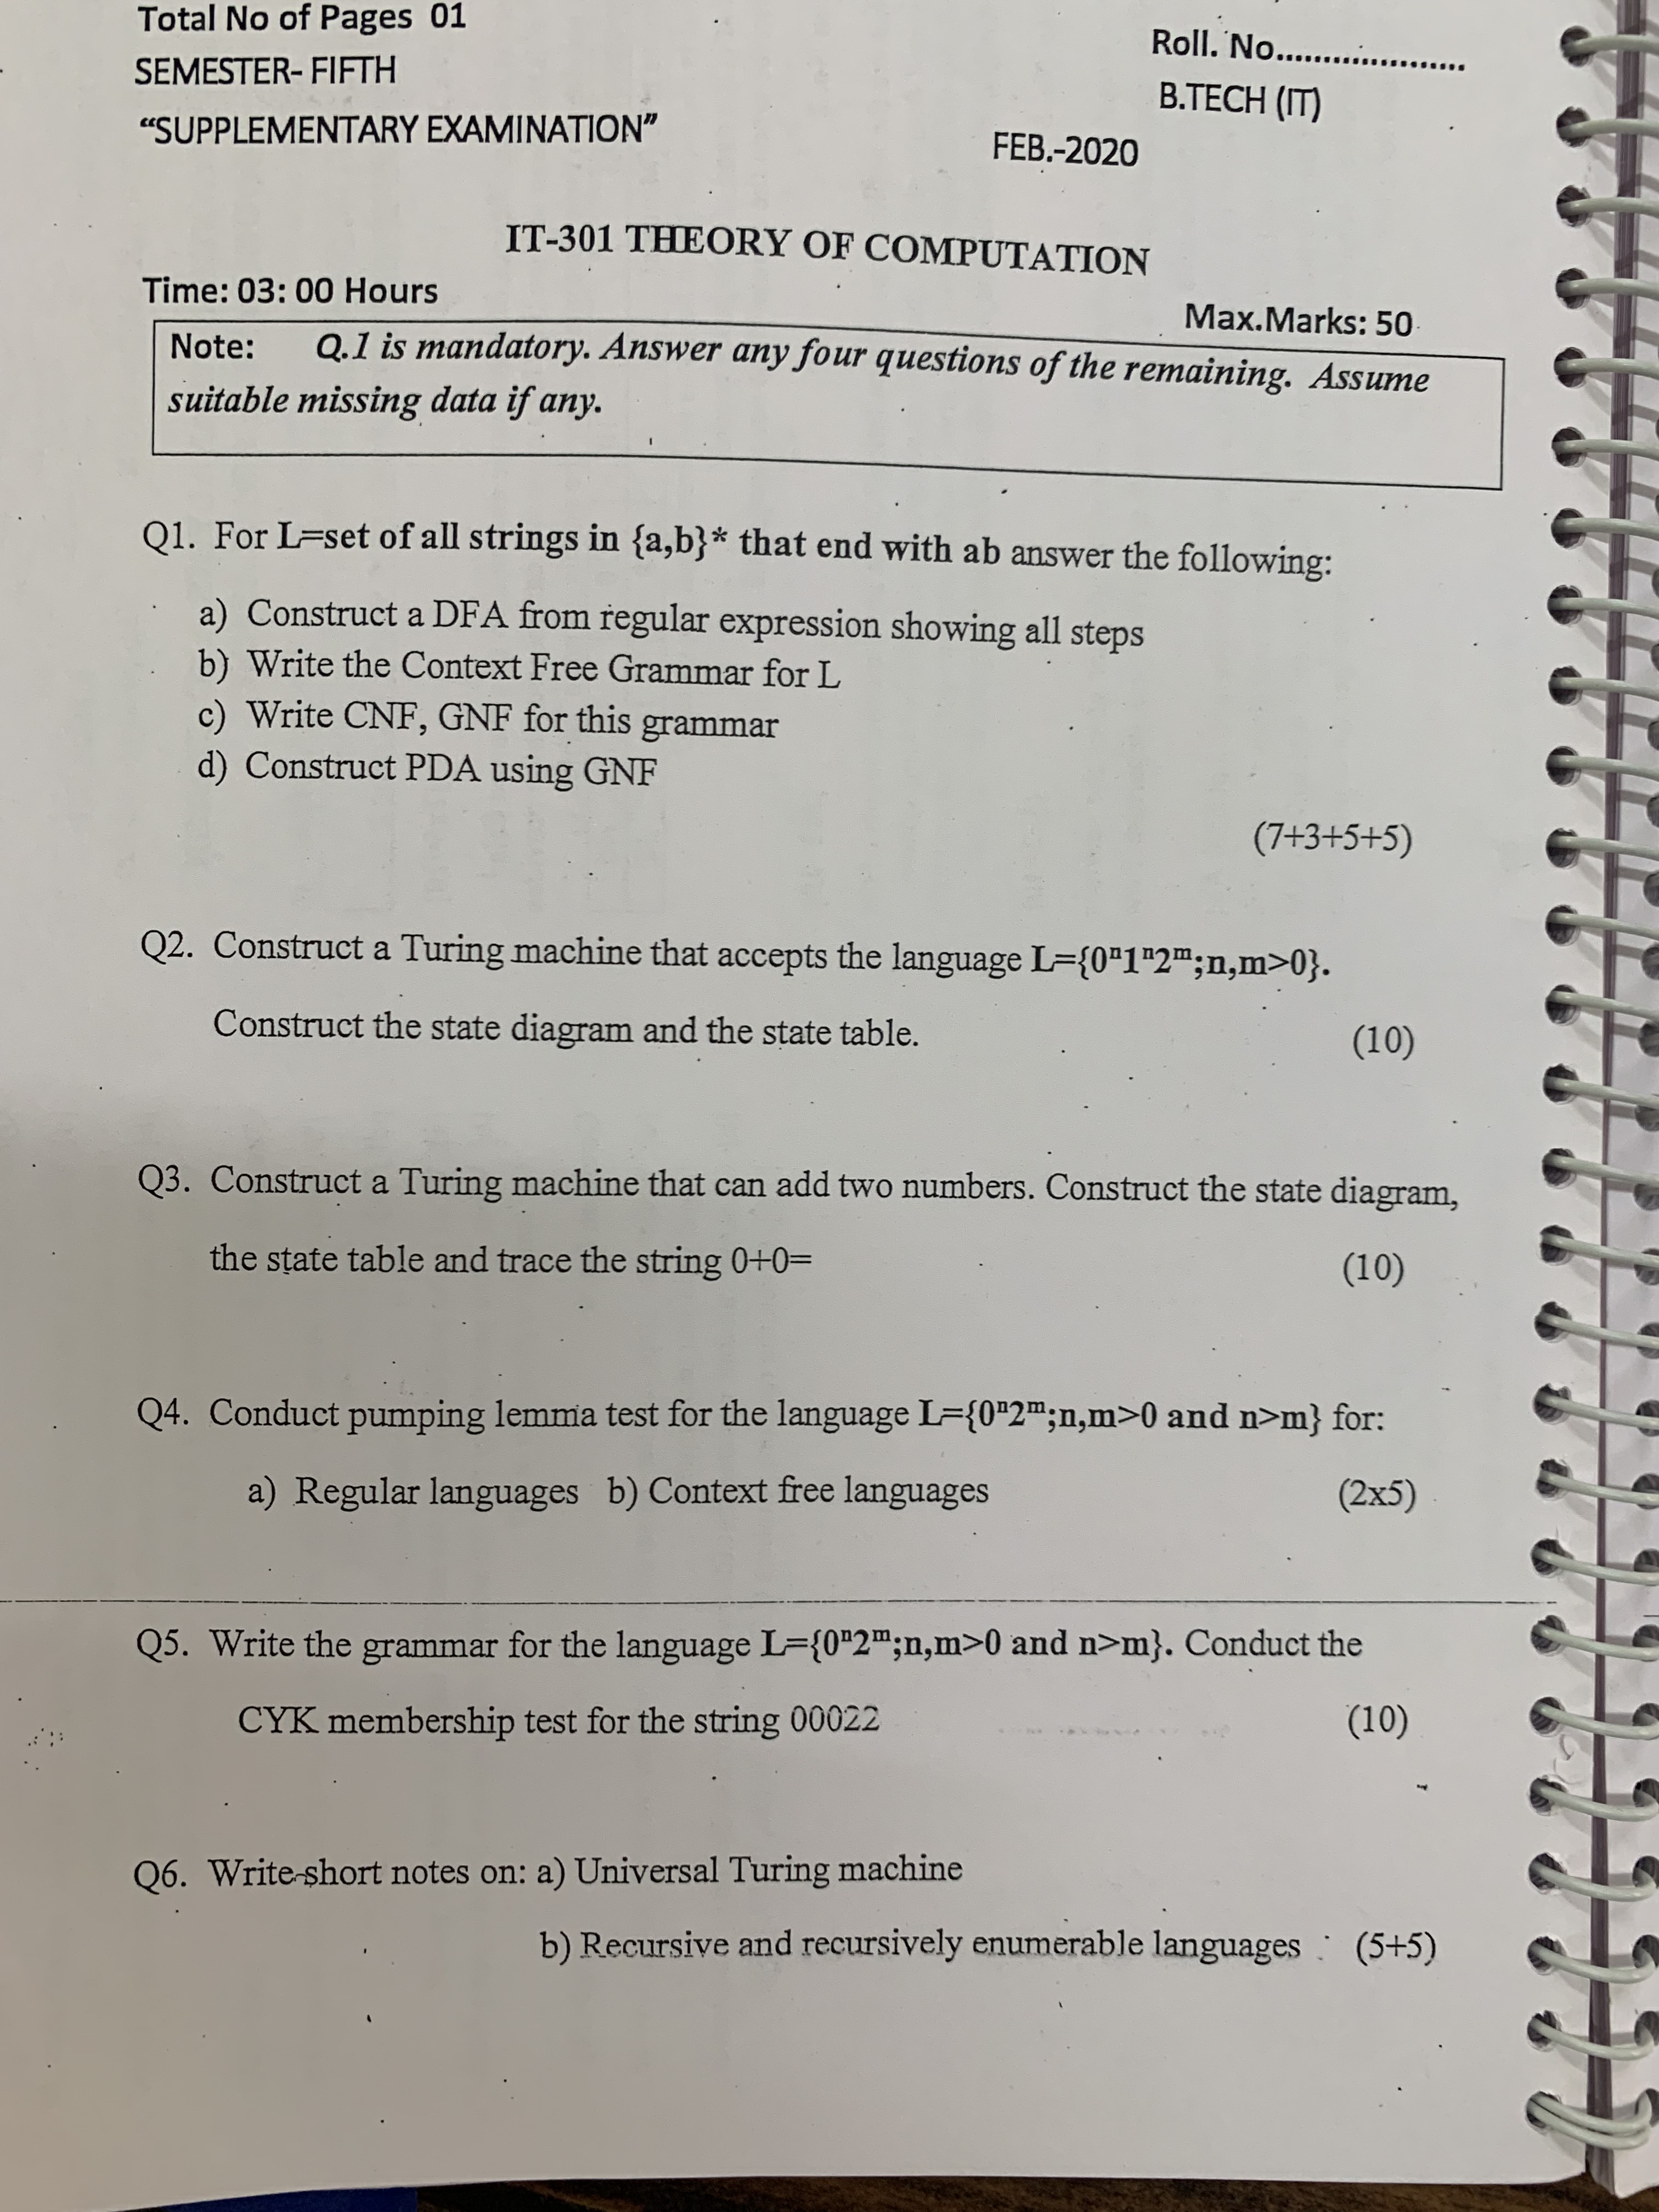 Total No of Pages 01
Roll. No.....................
SEMESTER- FIFTH
B.TECH (IT)
“SUPPLEMENTARY EXAMINATION”
FEB.-2020
IT-301 THEORY OF COMPUTATION
Time: 03: 00 Hours
Max.Marks: 50
Note: Q.1 is mandatory. Answer any four questions of the remaining. Assume
suitable missing data if any.
Q1. For L=set of all strings in {a,b}* that end with ab answer the following:
a) Construct a DFA from regular expression showing all steps
b) Write the Context Free Grammar for L
c) Write CNF, GNF for this grammar
d) Construct PDA using GNF
(7+3+5+5)
Q2. Construct a Turing machine that accepts the language L={0ⁿ1ⁿ2ᵐ;n,m>0}.
Construct the state diagram and the state table. (10)
Q3. Construct a Turing machine that can add two numbers. Construct the state diagram,
the state table and trace the string 0+0= (10)
Q4. Conduct pumping lemma test for the language L={0ⁿ2ᵐ;n,m>0 and n>m} for:
a) Regular languages b) Context free languages (2x5)
Q5. Write the grammar for the language L={0ⁿ2ᵐ;n,m>0 and n>m}. Conduct the
CYK membership test for the string 00022 (10)
Q6. Write short notes on: a) Universal Turing machine
b) Recursive and recursively enumerable languages (5+5)